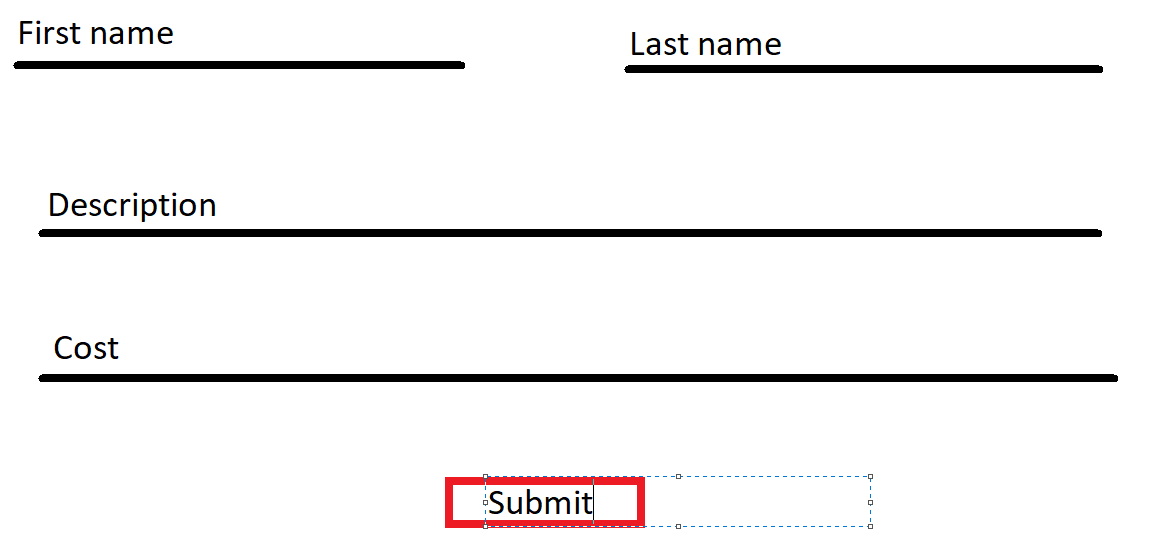 First name
Last name
Description
Cost
Submit